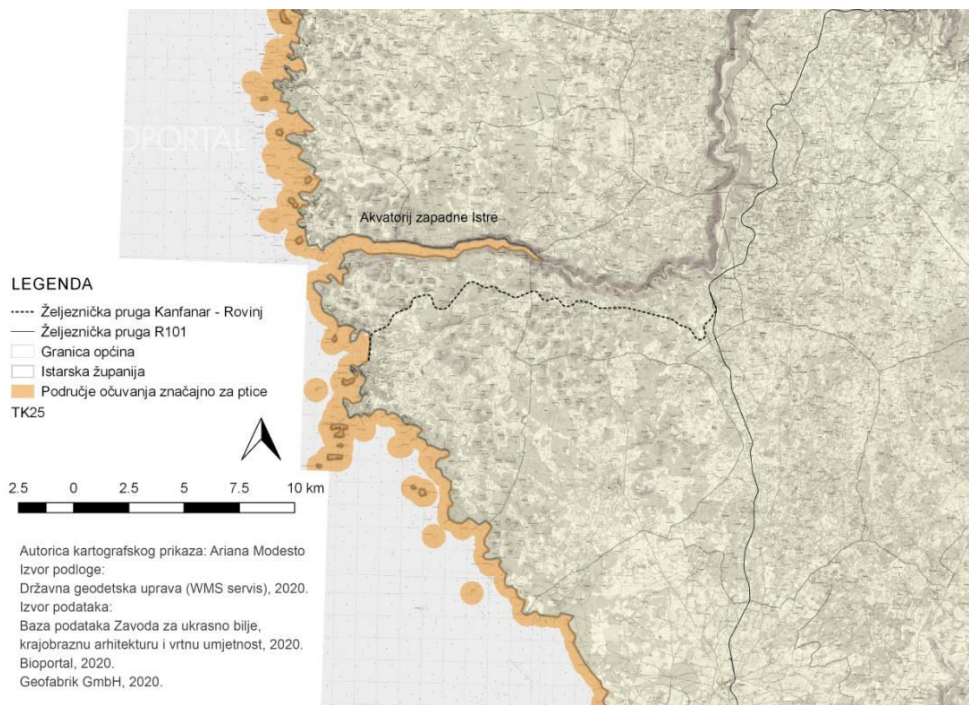 OPORTAL
Akvatorij zapadne Istre
LEGENDA
Željeznička pruga Kanfanar - Rovinj
Željeznička pruga R101
Granica općina
Istarska županija
Područje očuvanja značajno za ptice
TK25
2.5 0 2.5 5 7.5 10 km
Autorica kartografskog prikaza: Ariana Modesto
Izvor podloge:
Državna geodetska uprava (WMS servis), 2020.
Izvor podataka:
Baza podataka Zavoda za ukrasno bilje,
krajobraznu arhitekturu i vrtnu umjetnost, 2020.
Bioportal, 2020.
Geofabrik GmbH, 2020.